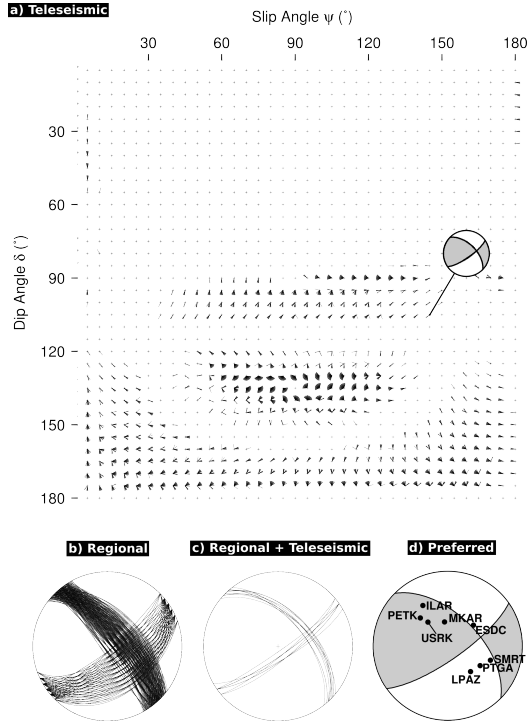 a) Teleseismic
Slip Angle ψ (°)
30 60 90 120 150 180
Dip Angle δ (°)
30
60
90
120
150
180
b) Regional
c) Regional + Teleseismic
d) Preferred
ILAR
PETK
MKAR
ESDC
USRK
SMRT
PTGA
LPAZ